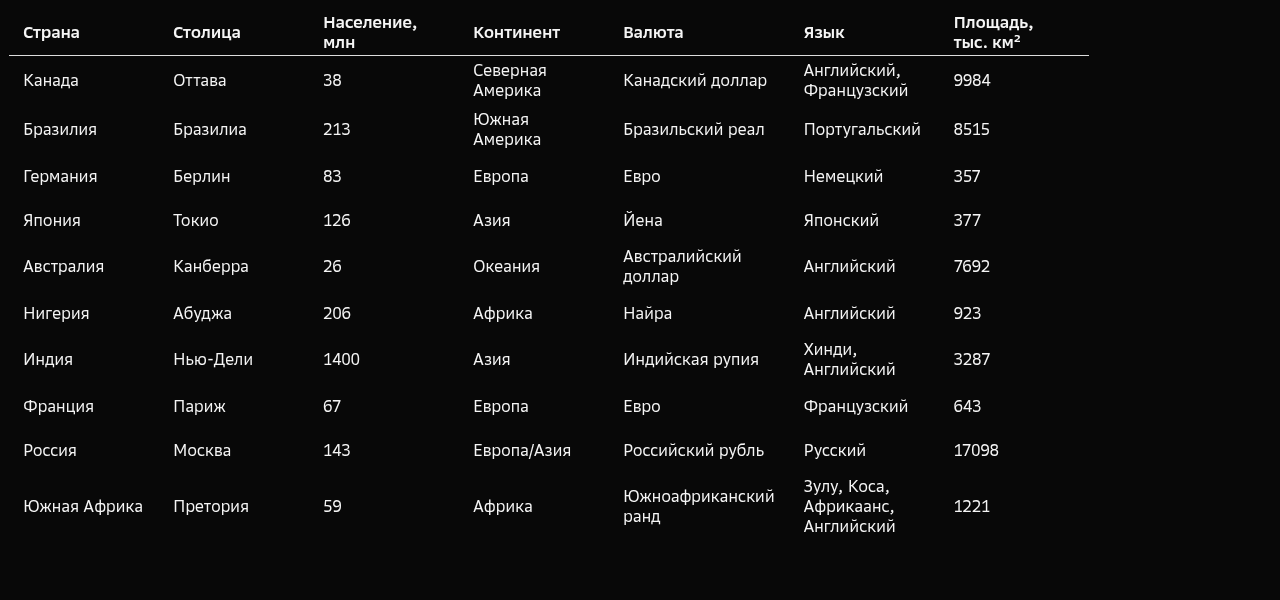 Страна Столица Население, млн Континент Валюта Язык Площадь, тыс. км²
Канада Оттава 38 Северная Америка Канадский доллар Английский, Французский 9984
Бразилия Бразилиа 213 Южная Америка Бразильский реал Португальский 8515
Германия Берлин 83 Европа Евро Немецкий 357
Япония Токио 126 Азия Йена Японский 377
Австралия Канберра 26 Океания Австралийский доллар Английский 7692
Нигерия Абуджа 206 Африка Найра Английский 923
Индия Нью-Дели 1400 Азия Индийская рупия Хинди, Английский 3287
Франция Париж 67 Европа Евро Французский 643
Россия Москва 143 Европа/Азия Российский рубль Русский 17098
Южная Африка Претория 59 Африка Южноафриканский ранд Зулу, Коса, Африкаанс, Английский 1221